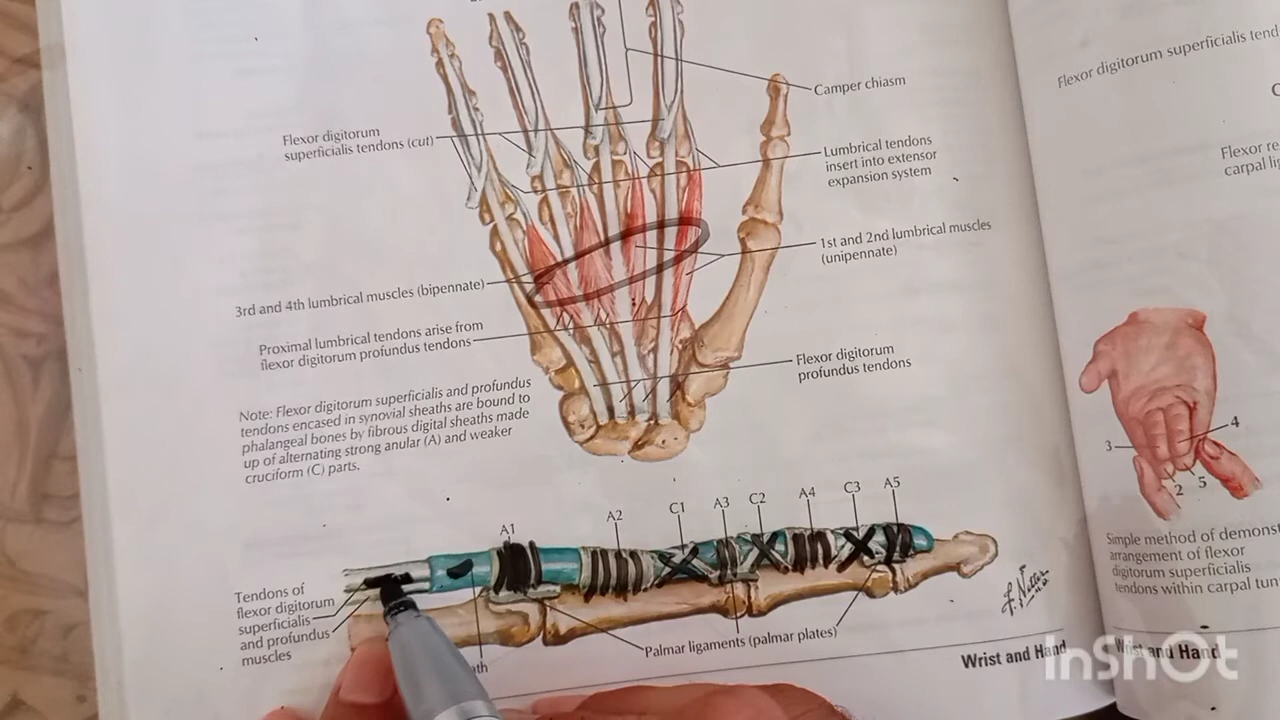 Camper chiasm
Flexor digitorum
superficialis tendons (cut)
Lumbrical tendons
insert into extensor
expansion system
1st and 2nd lumbrical muscles
(unipennate)
3rd and 4th lumbrical muscles (bipennate)
Proximal lumbrical tendons arise from
flexor digitorum profundus tendons
Flexor digitorum
profundus tendons
Note: Flexor digitorum superficialis and profundus
tendons encased in synovial sheaths are bound to
phalangeal bones by fibrous digital sheaths made
up of alternating strong anular (A) and weaker
cruciform (C) parts.
A1
A2
C1
A3
C2
A4
C3
A5
Tendons of
flexor digitorum
superficialis
and profundus
muscles
Palmar ligaments (palmar plates)
F. Netter
Wrist and Hand
Flexor digitorum superficialis tend
Flexor re
carpal li
3
4
2
5
Simple method of demonst
arrangement of flexor
digitorum superficialis
tendons within carpal tun
Wrist and Hand
InShOt